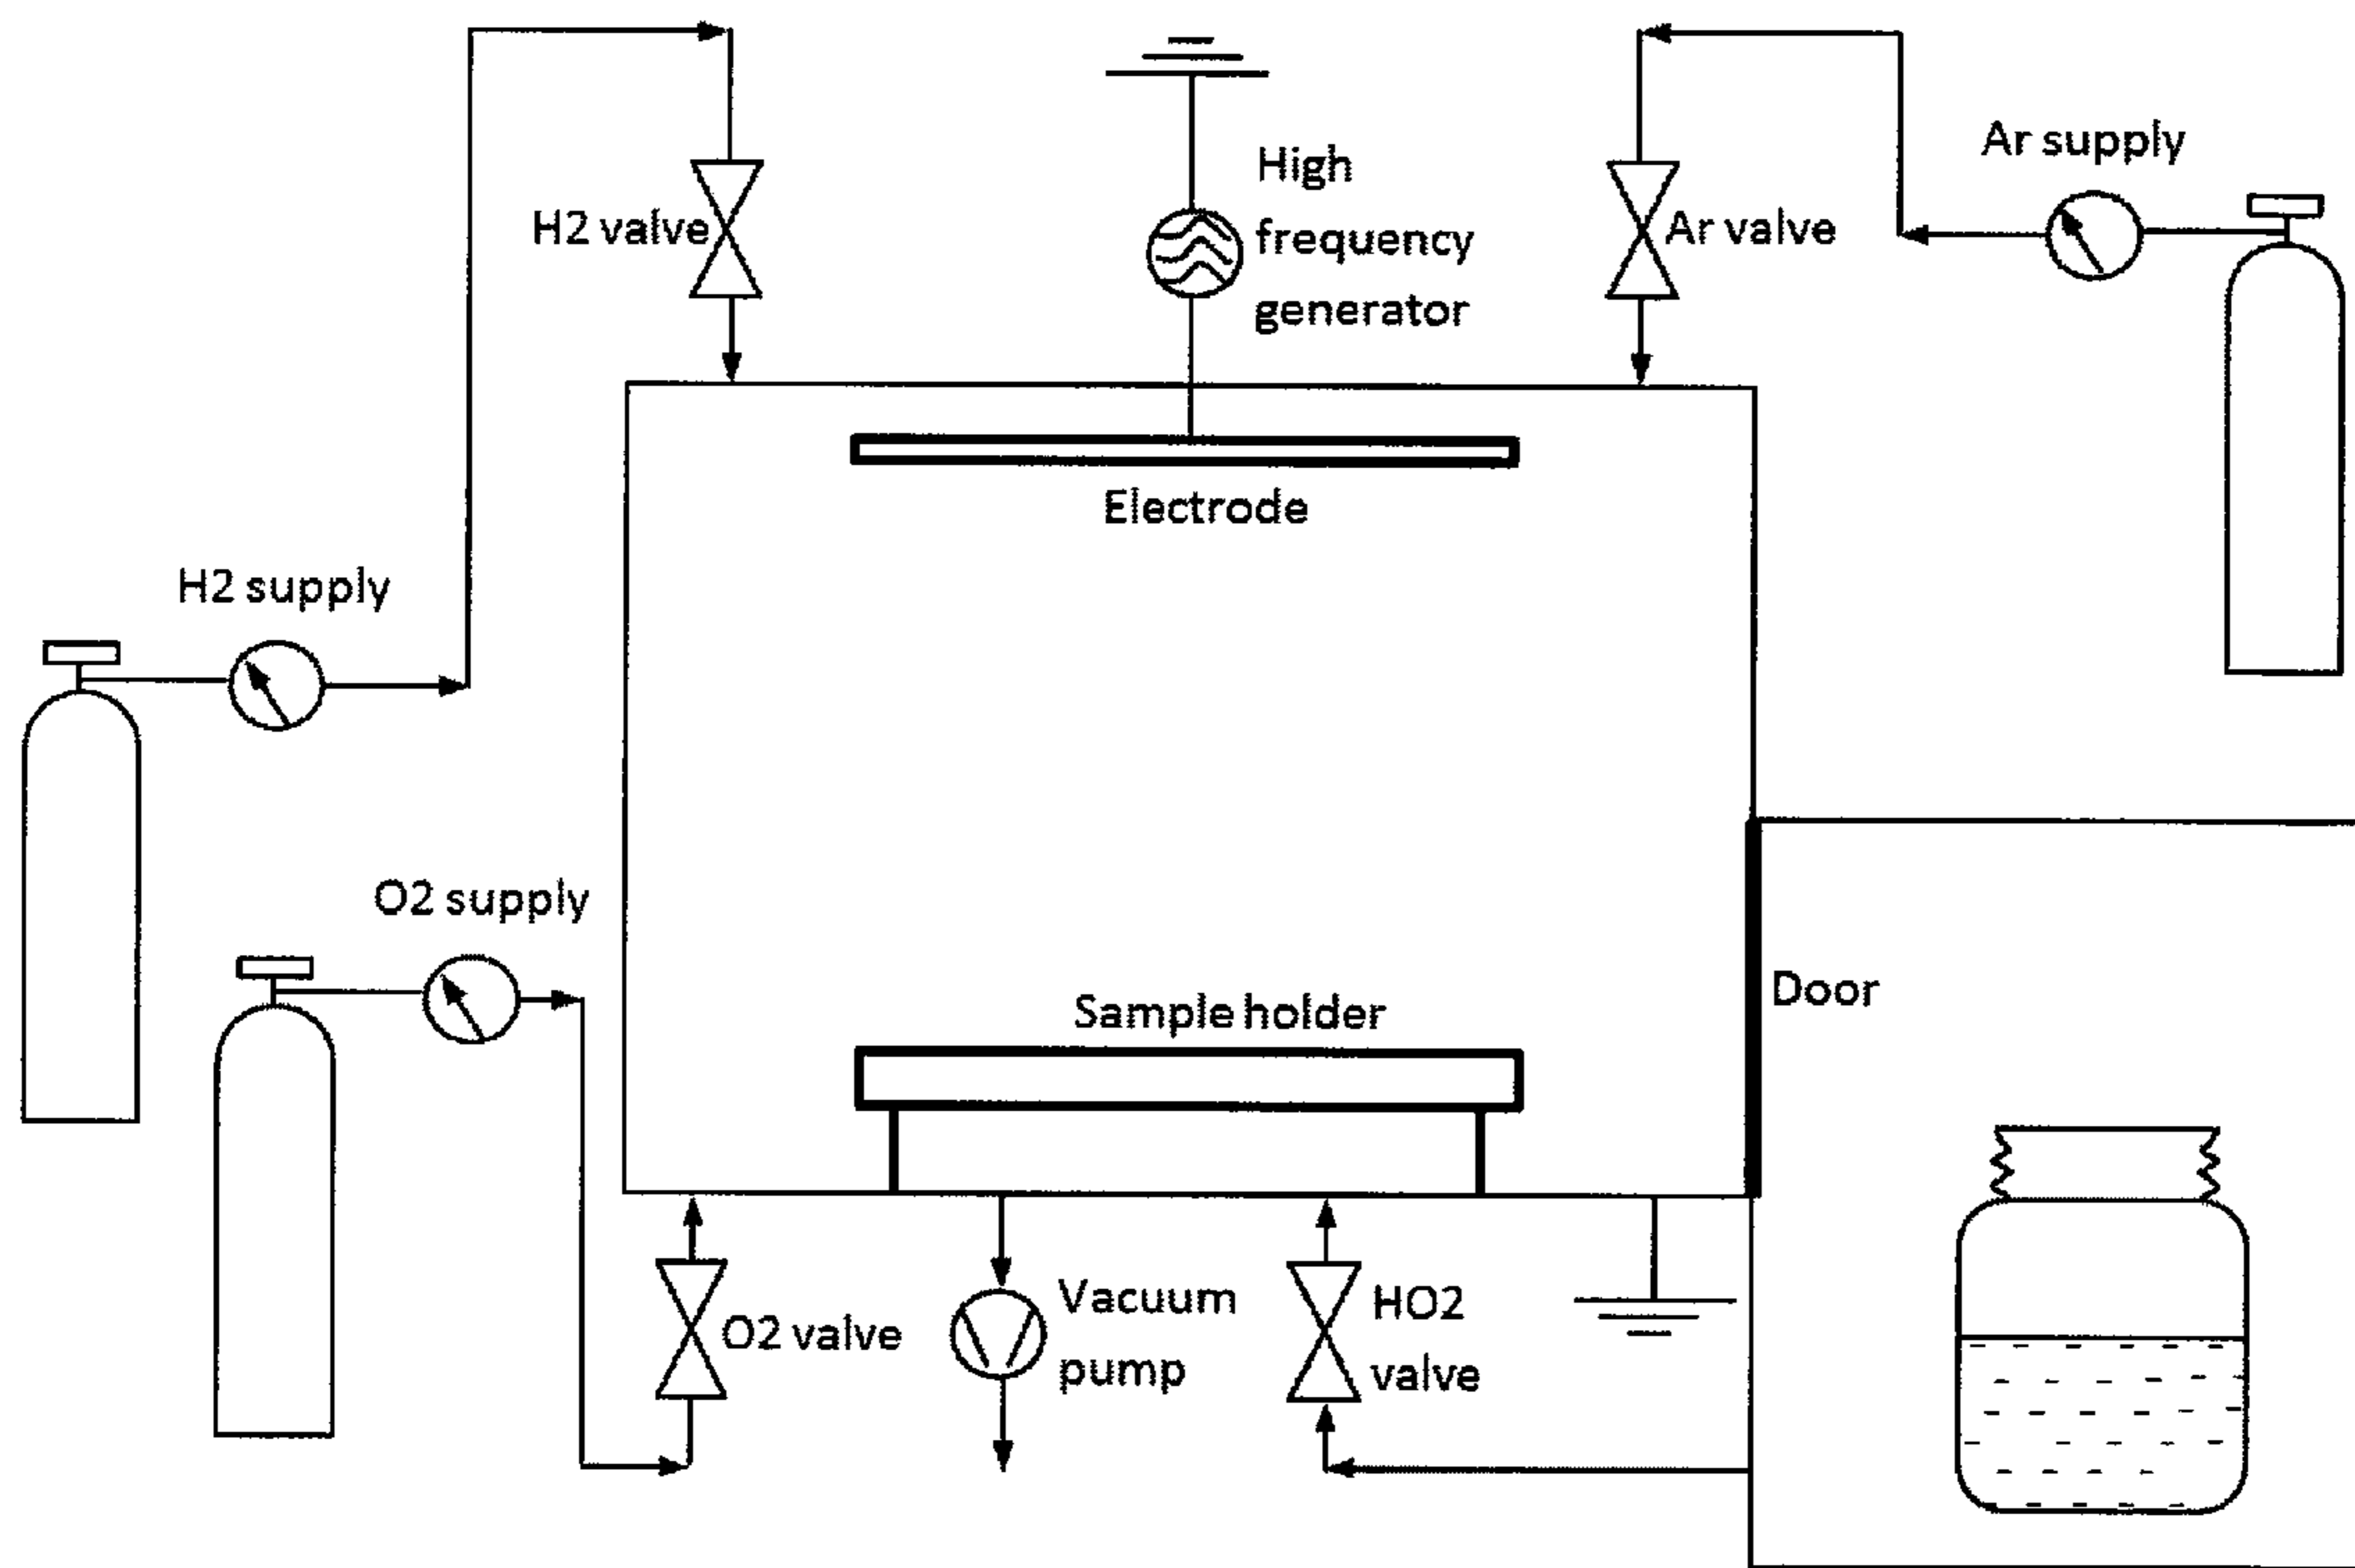 High
frequency
generator
Ar supply
H2 valve
Ar valve
Electrode
H2 supply
O2 supply
Door
Sample holder
Vacuum
pump
HO2
valve
O2 valve